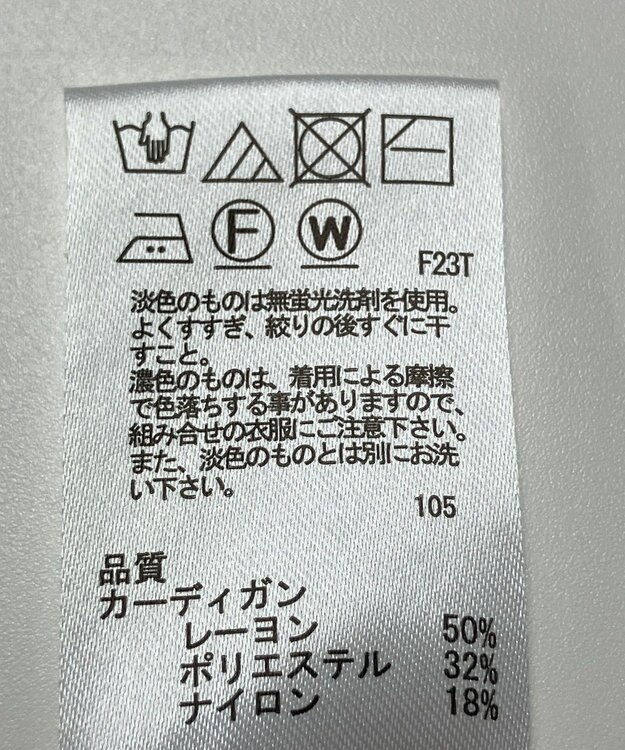 F W F23T
淡色のものは無蛍光洗剤を使用。
よくすすぎ、絞りの後すぐに干
すこと。
濃色のものは、着用による摩擦
で色落ちする事がありますので、
組み合せの衣服にご注意下さい。
また、淡色のものとは別にお洗
い下さい。
105
品質
カーディガン
レーヨン 50%
ポリエステル 32%
ナイロン 18%